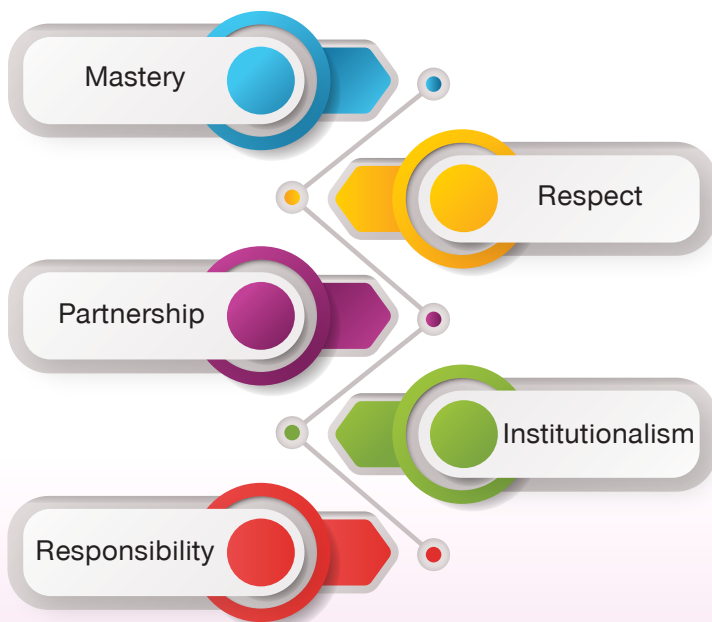 Mastery
Respect
Partnership
Institutionalism
Responsibility